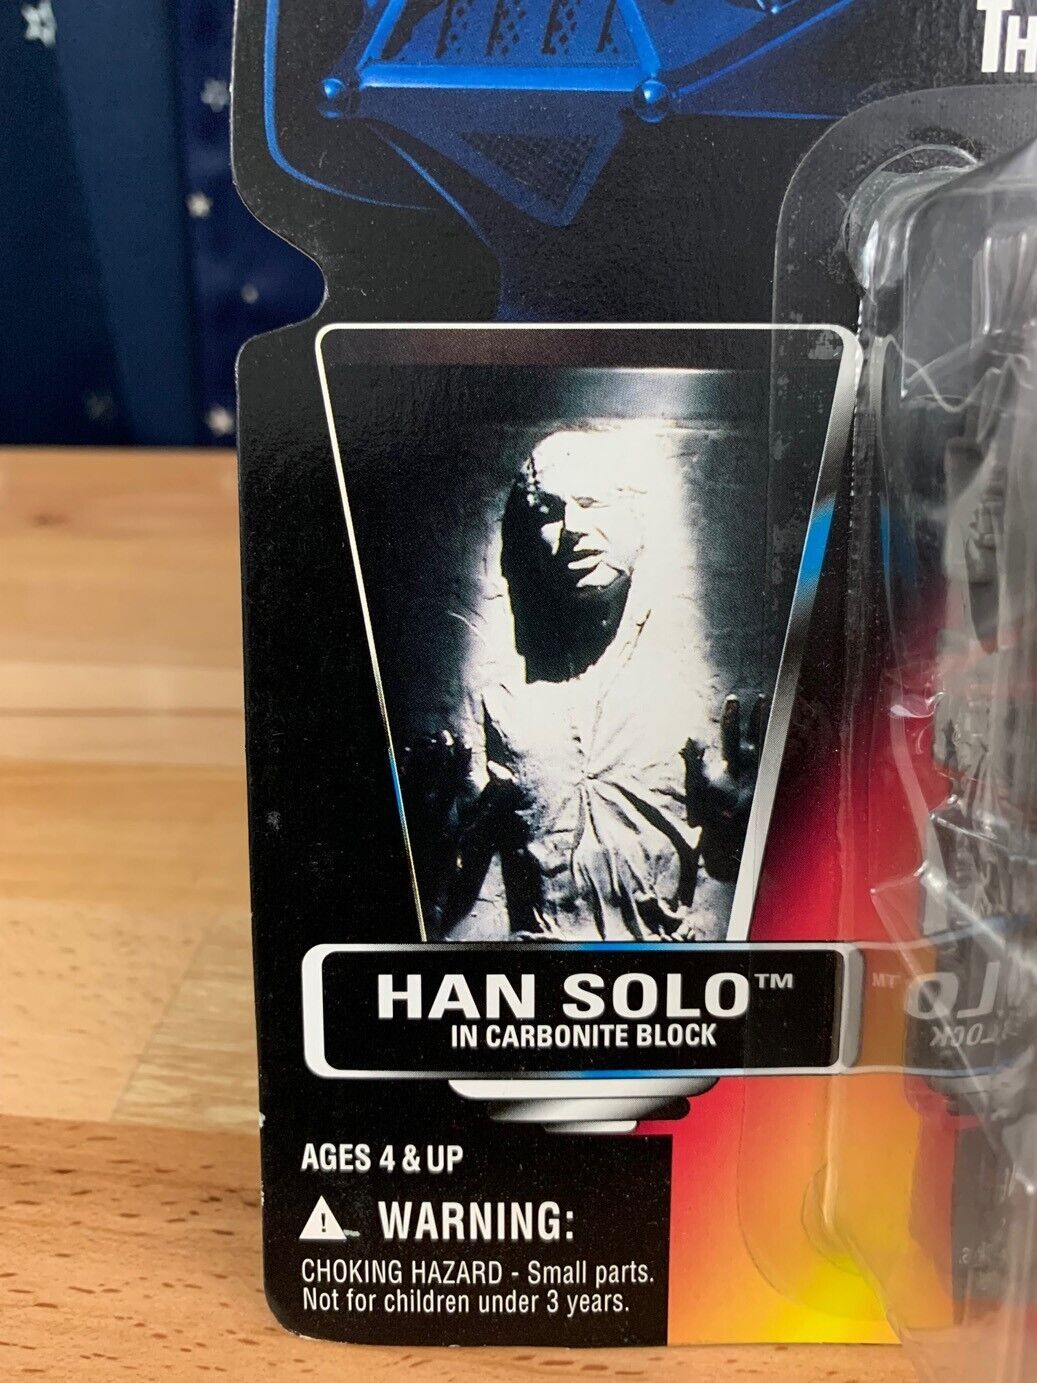 TH
HAN SOLO™
IN CARBONITE BLOCK
AGES 4 & UP
! WARNING:
CHOKING HAZARD - Small parts.
Not for children under 3 years.